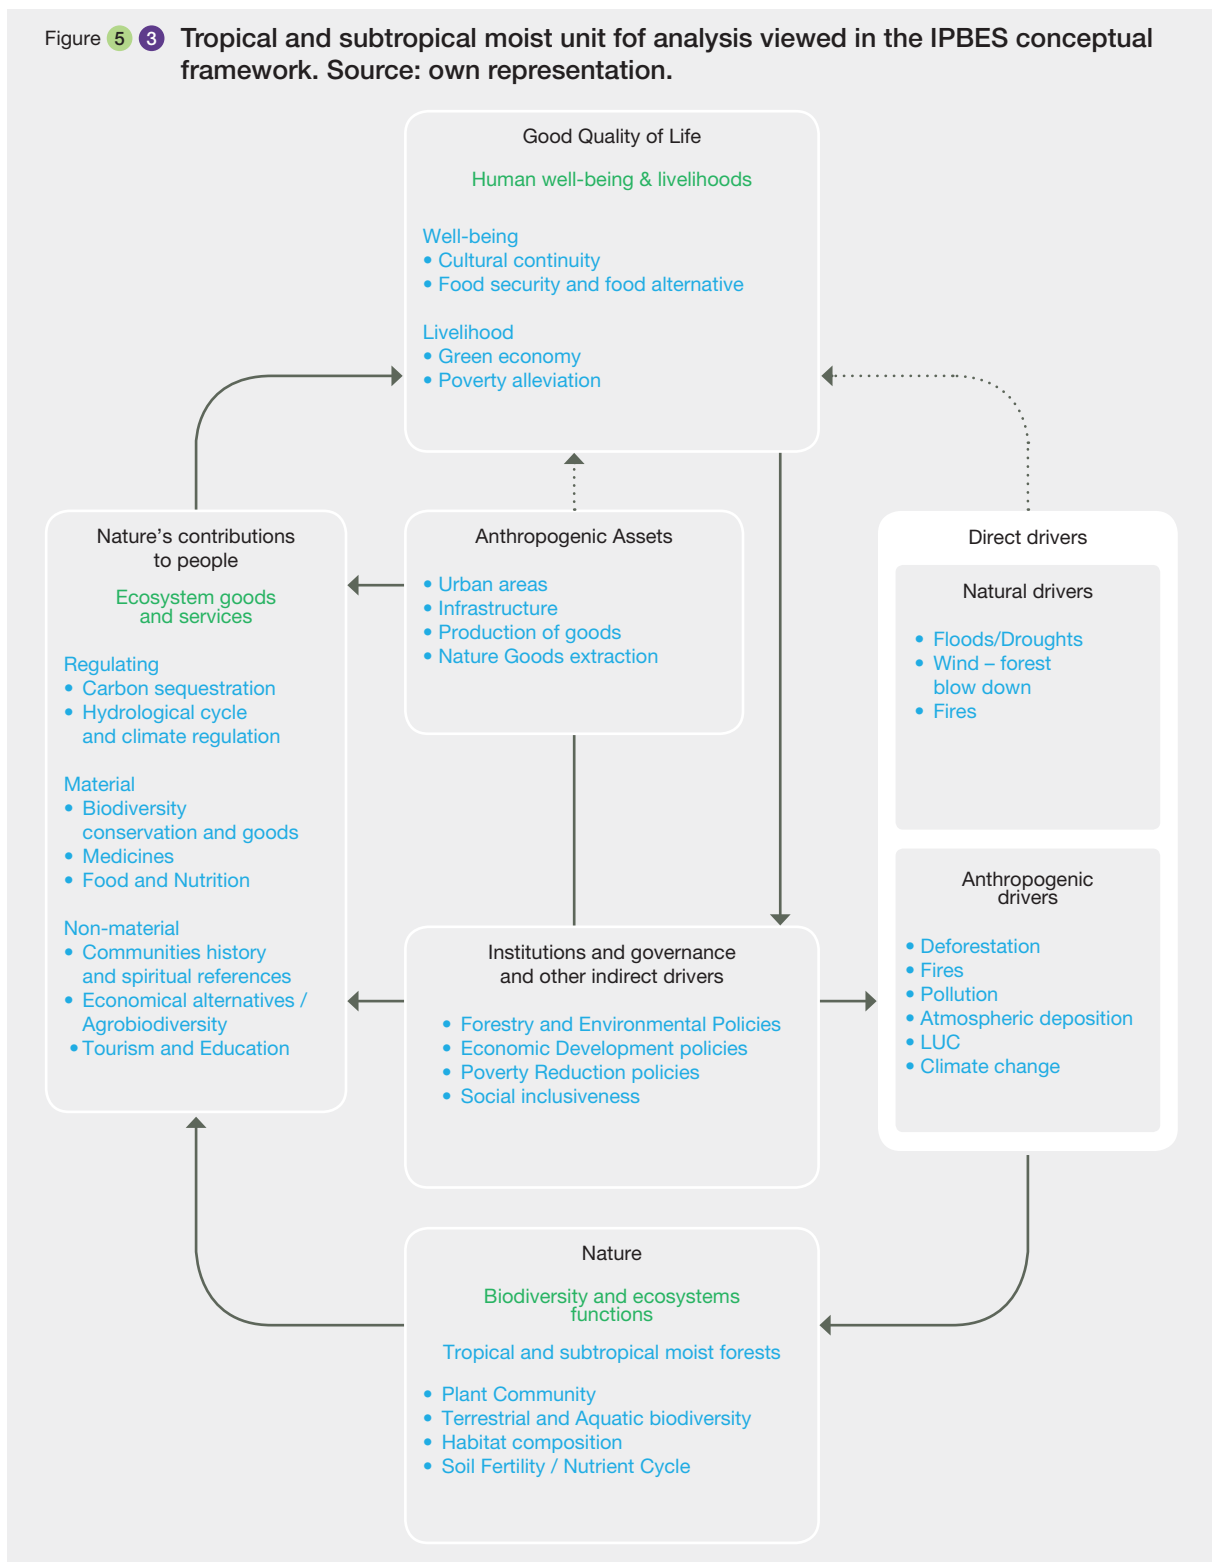 Figure 5 3 Tropical and subtropical moist unit fof analysis viewed in the IPBES conceptual
framework. Source: own representation.
Good Quality of Life
Human well-being & livelihoods
Well-being
• Cultural continuity
• Food security and food alternative
Livelihood
• Green economy
• Poverty alleviation
Nature’s contributions
to people
Ecosystem goods
and services
Regulating
• Carbon sequestration
• Hydrological cycle
and climate regulation
Material
• Biodiversity
conservation and goods
• Medicines
• Food and Nutrition
Non-material
• Communities history
and spiritual references
• Economical alternatives /
Agrobiodiversity
• Tourism and Education
Anthropogenic Assets
• Urban areas
• Infrastructure
• Production of goods
• Nature Goods extraction
Institutions and governance
and other indirect drivers
• Forestry and Environmental Policies
• Economic Development policies
• Poverty Reduction policies
• Social inclusiveness
Direct drivers
Natural drivers
• Floods/Droughts
• Wind – forest
blow down
• Fires
Anthropogenic
drivers
• Deforestation
• Fires
• Pollution
• Atmospheric deposition
• LUC
• Climate change
Nature
Biodiversity and ecosystems
functions
Tropical and subtropical moist forests
• Plant Community
• Terrestrial and Aquatic biodiversity
• Habitat composition
• Soil Fertility / Nutrient Cycle